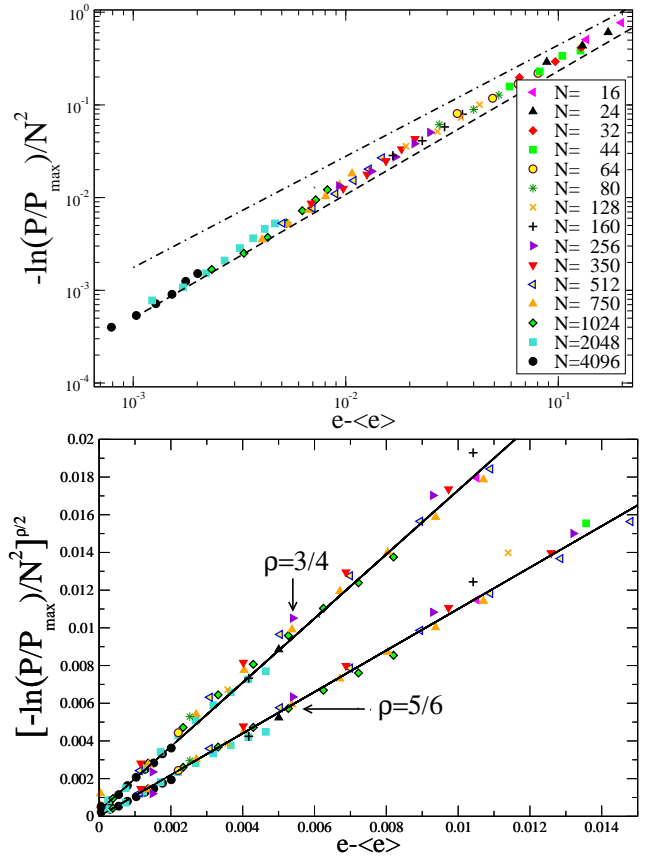 10^0
10^-1
10^-2
10^-3
10^-4
-ln(P/P_max)/N^2
N= 16
N= 24
N= 32
N= 44
N= 64
N= 80
N= 128
N= 160
N= 256
N= 350
N= 512
N= 750
N=1024
N=2048
N=4096
10^-3 10^-2 10^-1
e-<e>
0.02
0.018
0.016
0.014
0.012
0.01
0.008
0.006
0.004
0.002
0
[-ln(P/P_max)/N^2]^ρ/2
ρ=3/4
ρ=5/6
0 0.002 0.004 0.006 0.008 0.01 0.012 0.014
e-<e>